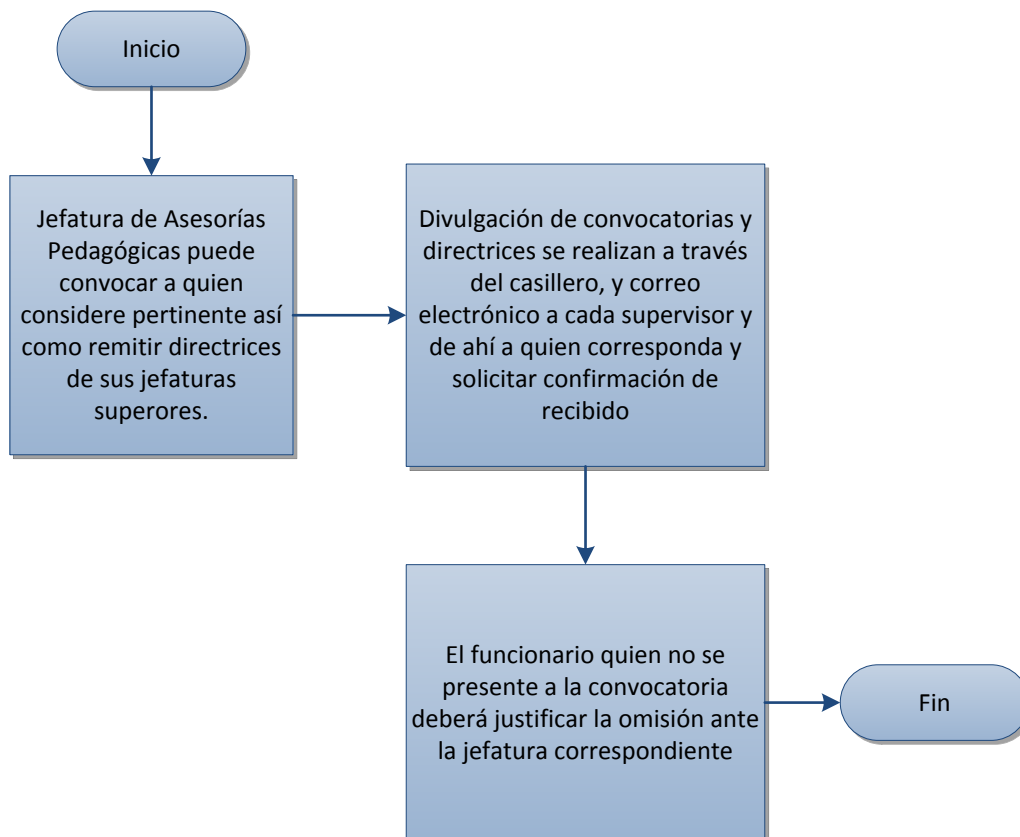 Inicio
Jefatura de Asesorías
Pedagógicas puede
convocar a quien
considere pertinente así
como remitir directrices
de sus jefaturas
superores.
Divulgación de convocatorias y
directrices se realizan a través
del casillero, y correo
electrónico a cada supervisor y
de ahí a quien corresponda y
solicitar confirmación de
recibido
El funcionario quien no se
presente a la convocatoria
deberá justificar la omisión ante
la jefatura correspondiente
Fin